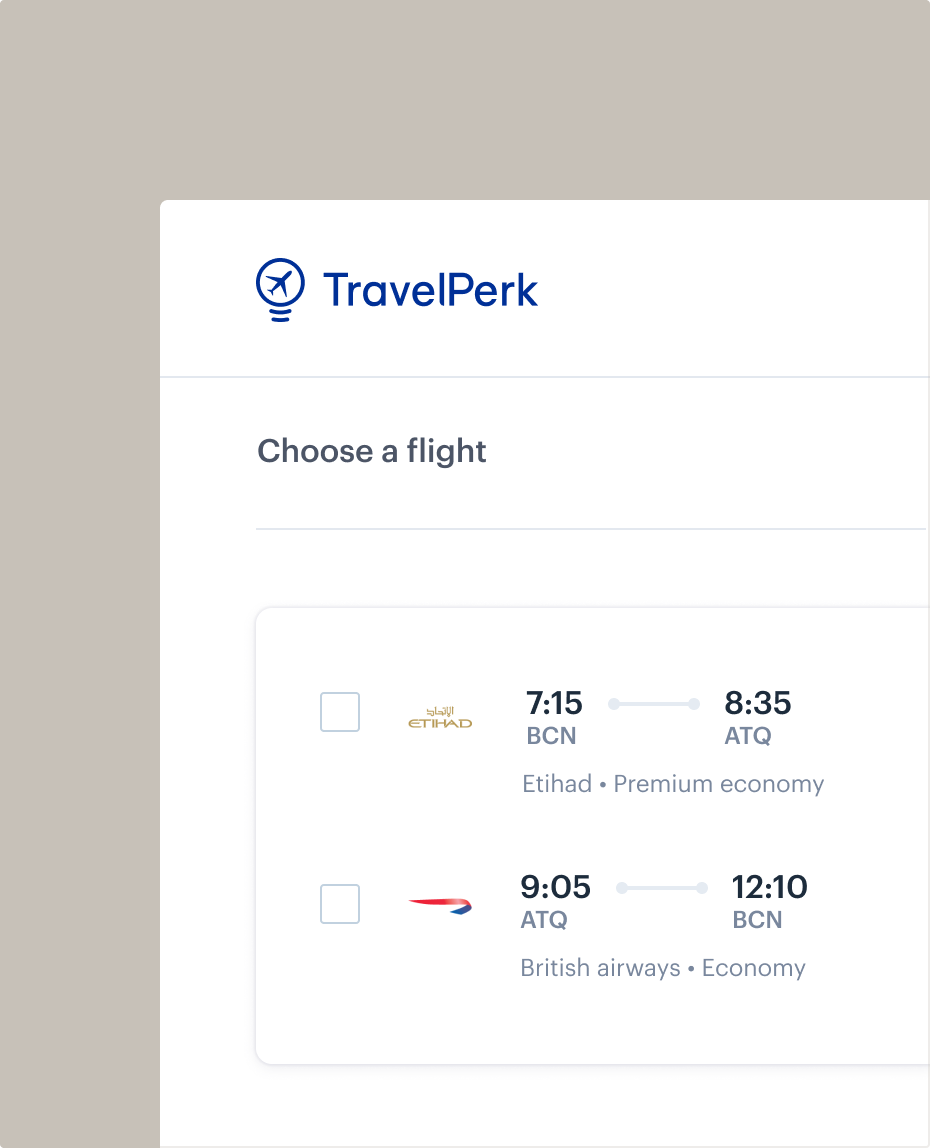 TravelPerk
Choose a flight
الإتحاد
ETIHAD
7:15 8:35
BCN ATQ
Etihad • Premium economy
9:05 12:10
ATQ BCN
British airways • Economy